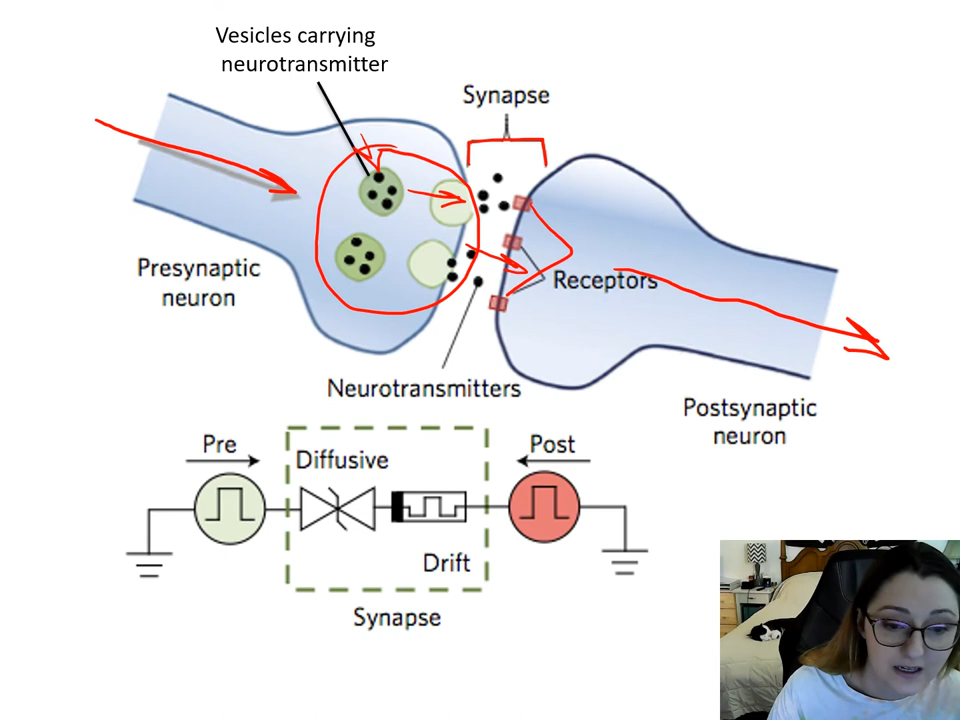 Vesicles carrying
neurotransmitter
Synapse
Presynaptic
neuron
Receptors
Neurotransmitters
Postsynaptic
neuron
Pre
Diffusive
Post
Drift
Synapse